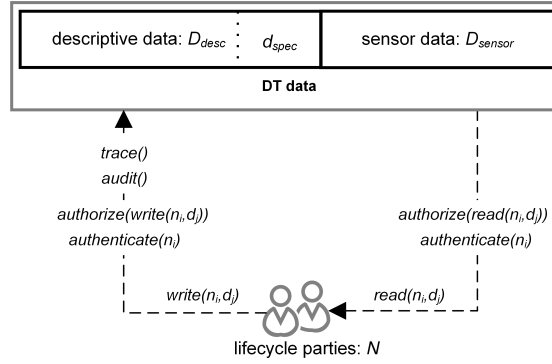 descriptive data: D_desc d_spec sensor data: D_sensor
DT data
trace()
audit()
authorize(write(n_i,d_j)) authorize(read(n_i,d_j))
authenticate(n_i) authenticate(n_i)
write(n_i,d_j) read(n_i,d_j)
lifecycle parties: N